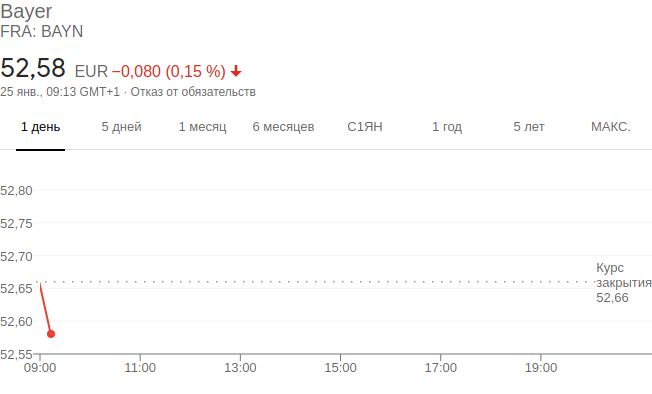 Bayer
FRA: BAYN
52,58 EUR −0,080 (0,15 %)
25 янв., 09:13 GMT+1 · Отказ от обязательств
1 день 5 дней 1 месяц 6 месяцев С1ЯН 1 год 5 лет МАКС.
52,80
52,75
52,70
52,65
52,60
52,55
Курс
закрытия
52,66
09:00 11:00 13:00 15:00 17:00 19:00